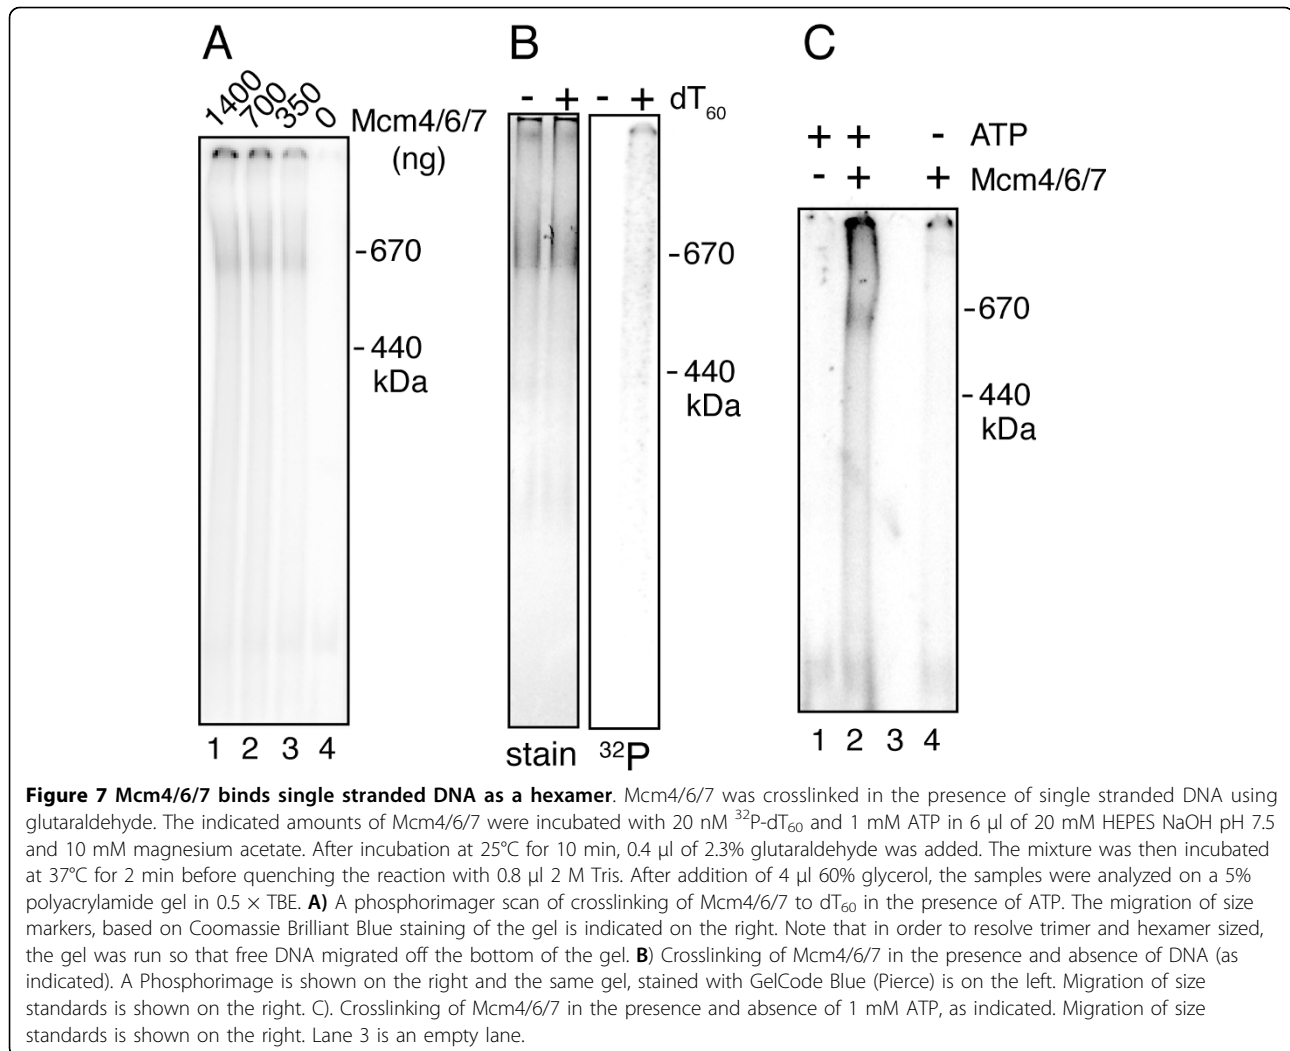 A
B
C
1400 700 350 0 Mcm4/6/7
(ng)
- + - + dT60
+ + - ATP
- + + Mcm4/6/7
-670
-440
kDa
-670
-440
kDa
-670
-440
kDa
1 2 3 4
stain 32P
1 2 3 4
Figure 7 Mcm4/6/7 binds single stranded DNA as a hexamer. Mcm4/6/7 was crosslinked in the presence of single stranded DNA using
glutaraldehyde. The indicated amounts of Mcm4/6/7 were incubated with 20 nM 32P-dT60 and 1 mM ATP in 6 μl of 20 mM HEPES NaOH pH 7.5
and 10 mM magnesium acetate. After incubation at 25°C for 10 min, 0.4 μl of 2.3% glutaraldehyde was added. The mixture was then incubated
at 37°C for 2 min before quenching the reaction with 0.8 μl 2 M Tris. After addition of 4 μl 60% glycerol, the samples were analyzed on a 5%
polyacrylamide gel in 0.5 × TBE. A) A phosphorimager scan of crosslinking of Mcm4/6/7 to dT60 in the presence of ATP. The migration of size
markers, based on Coomassie Brilliant Blue staining of the gel is indicated on the right. Note that in order to resolve trimer and hexamer sized,
the gel was run so that free DNA migrated off the bottom of the gel. B) Crosslinking of Mcm4/6/7 in the presence and absence of DNA (as
indicated). A Phosphorimage is shown on the right and the same gel, stained with GelCode Blue (Pierce) is on the left. Migration of size
standards is shown on the right. C). Crosslinking of Mcm4/6/7 in the presence and absence of 1 mM ATP, as indicated. Migration of size
standards is shown on the right. Lane 3 is an empty lane.